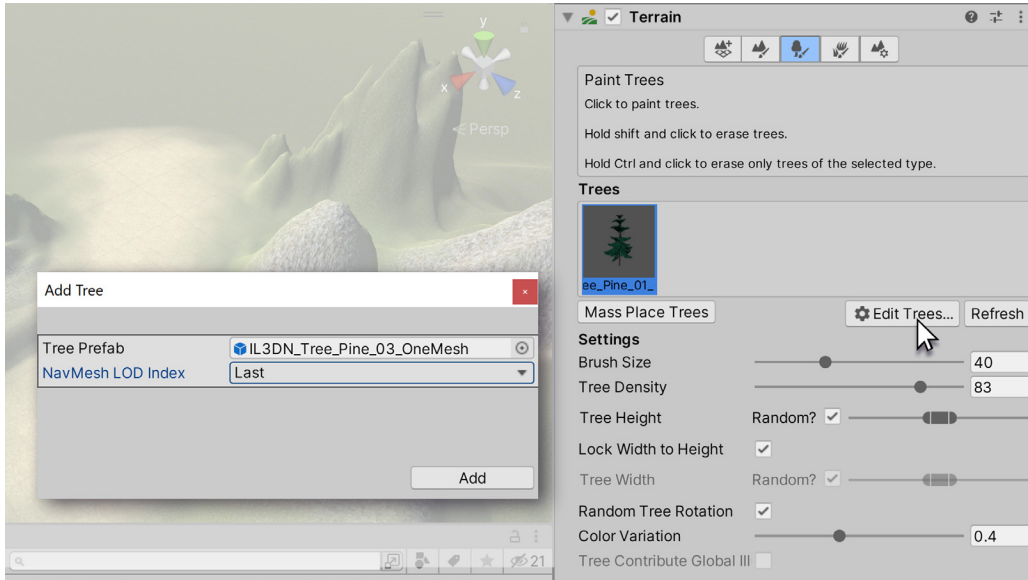 y
x
z
Persp
Add Tree
Tree Prefab
IL3DN_Tree_Pine_03_OneMesh
NavMesh LOD Index
Last
Add
21
Terrain
Paint Trees
Click to paint trees.
Hold shift and click to erase trees.
Hold Ctrl and click to erase only trees of the selected type.
Trees
ee_Pine_01_
Mass Place Trees
Edit Trees...
Refresh
Settings
Brush Size
40
Tree Density
83
Tree Height
Random?
Lock Width to Height
Tree Width
Random?
Random Tree Rotation
Color Variation
0.4
Tree Contribute Global Ill